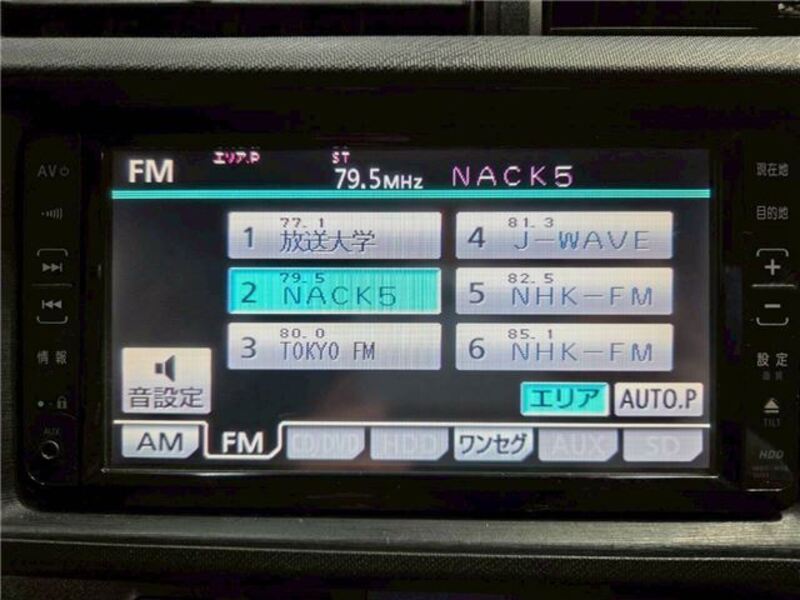 FM エリア.P ST 79.5MHz NACK5
1 77.1 放送大学
2 79.5 NACK5
3 80.0 TOKYO FM
4 81.3 J-WAVE
5 82.5 NHK-FM
6 85.1 NHK-FM
音設定
エリア AUTO.P
AM FM CD/DVD HDD ワンセグ AUX SD
AV
情報
AUX
現在地
目的地
+
−
設定
画質
TILT
HDD